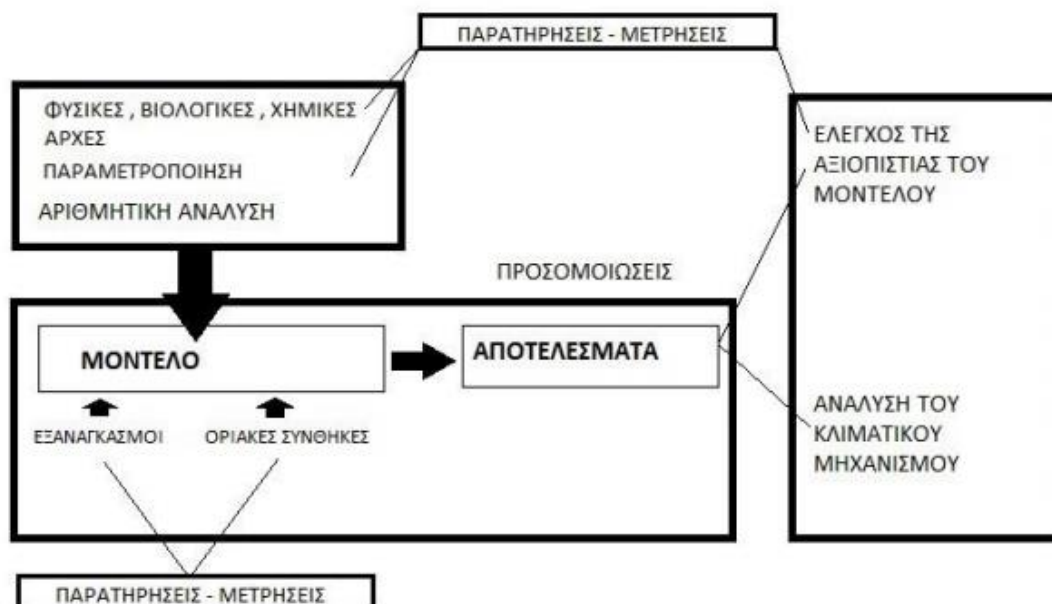 ΠΑΡΑΤΗΡΗΣΕΙΣ - ΜΕΤΡΗΣΕΙΣ
ΦΥΣΙΚΕΣ , ΒΙΟΛΟΓΙΚΕΣ , ΧΗΜΙΚΕΣ
ΑΡΧΕΣ
ΠΑΡΑΜΕΤΡΟΠΟΙΗΣΗ
ΑΡΙΘΜΗΤΙΚΗ ΑΝΑΛΥΣΗ
ΕΛΕΓΧΟΣ ΤΗΣ
ΑΞΙΟΠΙΣΤΙΑΣ ΤΟΥ
ΜΟΝΤΕΛΟΥ
ΠΡΟΣΟΜΟΙΩΣΕΙΣ
ΜΟΝΤΕΛΟ
ΑΠΟΤΕΛΕΣΜΑΤΑ
ΕΞΑΝΑΓΚΑΣΜΟΙ
ΟΡΙΑΚΕΣ ΣΥΝΘΗΚΕΣ
ΑΝΑΛΥΣΗ ΤΟΥ
ΚΛΙΜΑΤΙΚΟΥ
ΜΗΧΑΝΙΣΜΟΥ
ΠΑΡΑΤΗΡΗΣΕΙΣ - ΜΕΤΡΗΣΕΙΣ